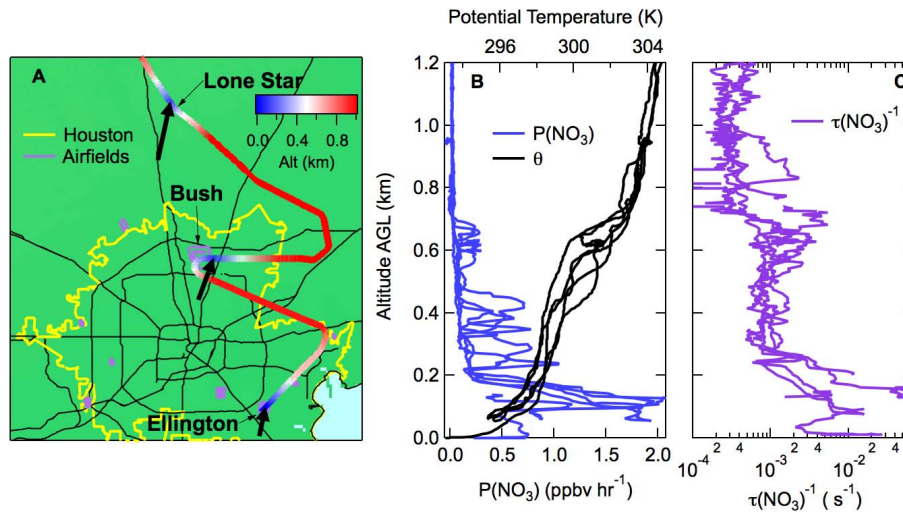 A
Lone Star
Houston
Airfields
0.0 0.4 0.8
Alt (km)
Bush
Ellington
Potential Temperature (K)
296 300 304
B
P(NO₃)
θ
1.2
1.0
0.8
0.6
0.4
0.2
0.0
Altitude AGL (km)
0.0 0.5 1.0 1.5 2.0
P(NO₃) (ppbv hr⁻¹)
C
τ(NO₃)⁻¹
10⁻⁴ 2 4 10⁻³ 2 4 10⁻² 2 4
τ(NO₃)⁻¹ ( s⁻¹)